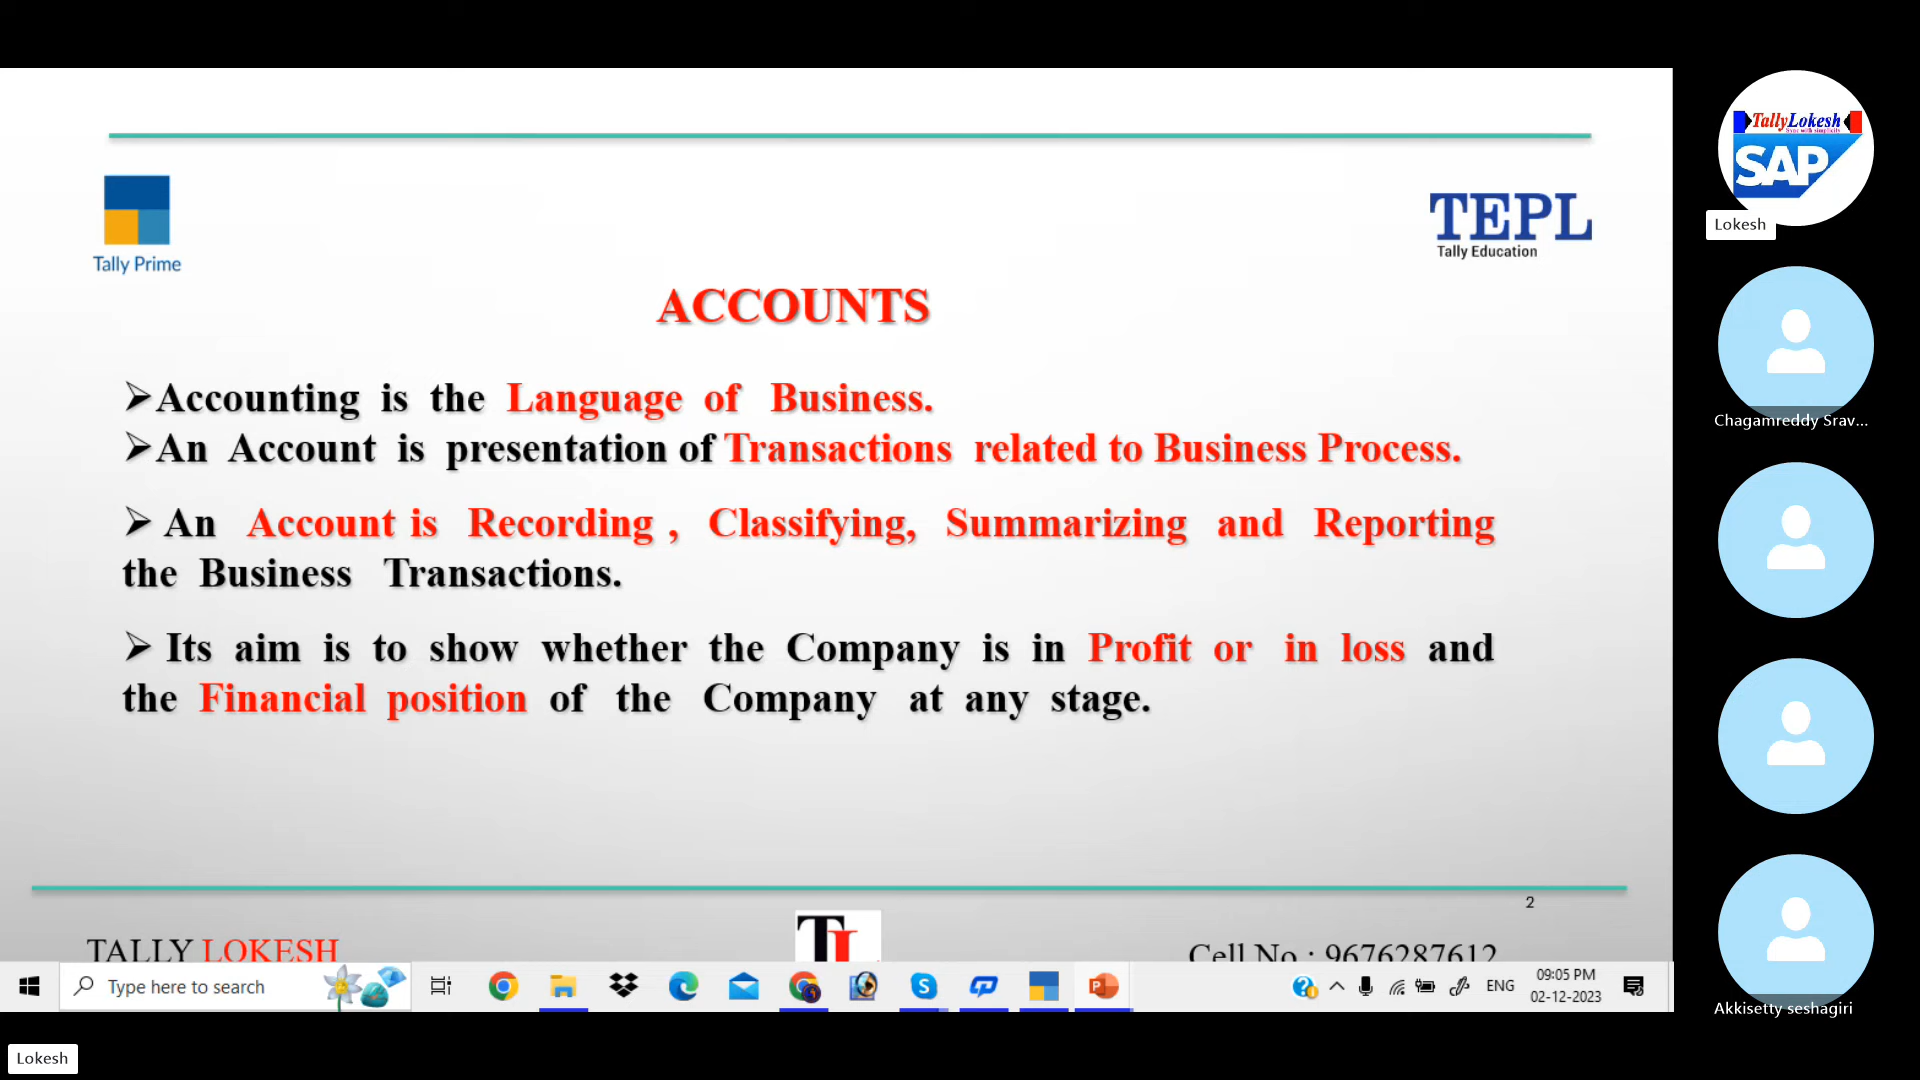 Tally Prime
TEPL
Tally Education
ACCOUNTS
➢Accounting is the Language of Business.
➢An Account is presentation of Transactions related to Business Process.
➢ An Account is Recording , Classifying, Summarizing and Reporting
the Business Transactions.
➢ Its aim is to show whether the Company is in Profit or in loss and
the Financial position of the Company at any stage.
2
TALLY LOKESH
TL
Cell No : 9676287612
Type here to search
ENG
09:05 PM
02-12-2023
TallyLokesh
Sync with simplicity
SAP
Lokesh
Chagamreddy Srav...
Akkisetty seshagiri
Lokesh